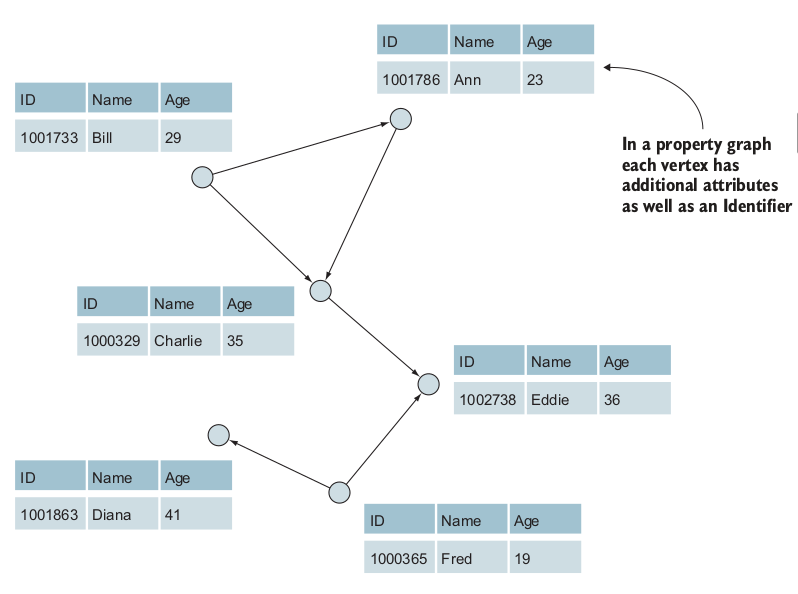 ID Name Age
1001786 Ann 23
ID Name Age
1001733 Bill 29
In a property graph
each vertex has
additional attributes
as well as an Identifier
ID Name Age
1000329 Charlie 35
ID Name Age
1002738 Eddie 36
ID Name Age
1001863 Diana 41
ID Name Age
1000365 Fred 19